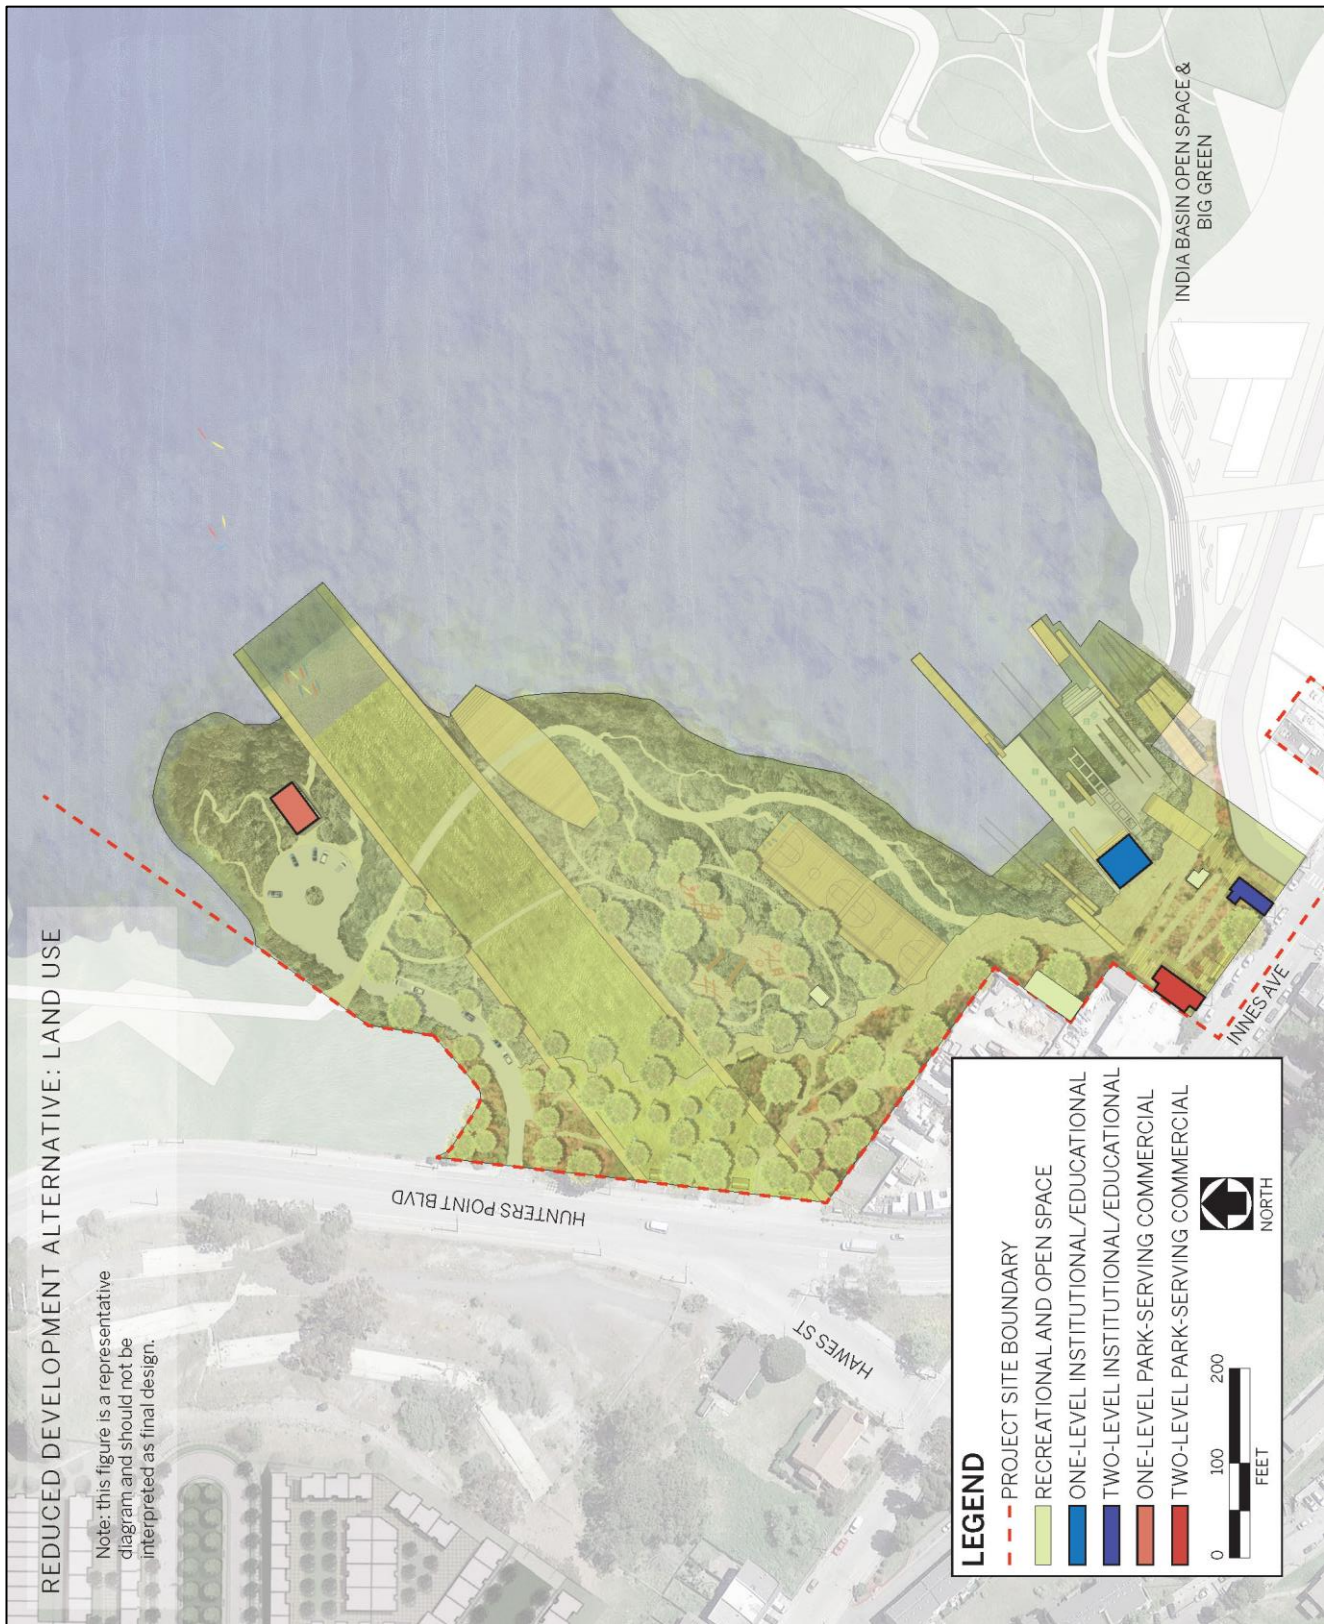 REDUCED DEVELOPMENT ALTERNATIVE: LAND USE
Note: this figure is a representative
diagram and should not be
interpreted as final design.
INDIA BASIN OPEN SPACE &
BIG GREEN
HUNTERS POINT BLVD
HAWES ST
INNES AVE
LEGEND
PROJECT SITE BOUNDARY
RECREATIONAL AND OPEN SPACE
ONE-LEVEL INSTITUTIONAL/EDUCATIONAL
TWO-LEVEL INSTITUTIONAL/EDUCATIONAL
ONE-LEVEL PARK-SERVING COMMERCIAL
TWO-LEVEL PARK-SERVING COMMERCIAL
0 100 200
FEET
NORTH